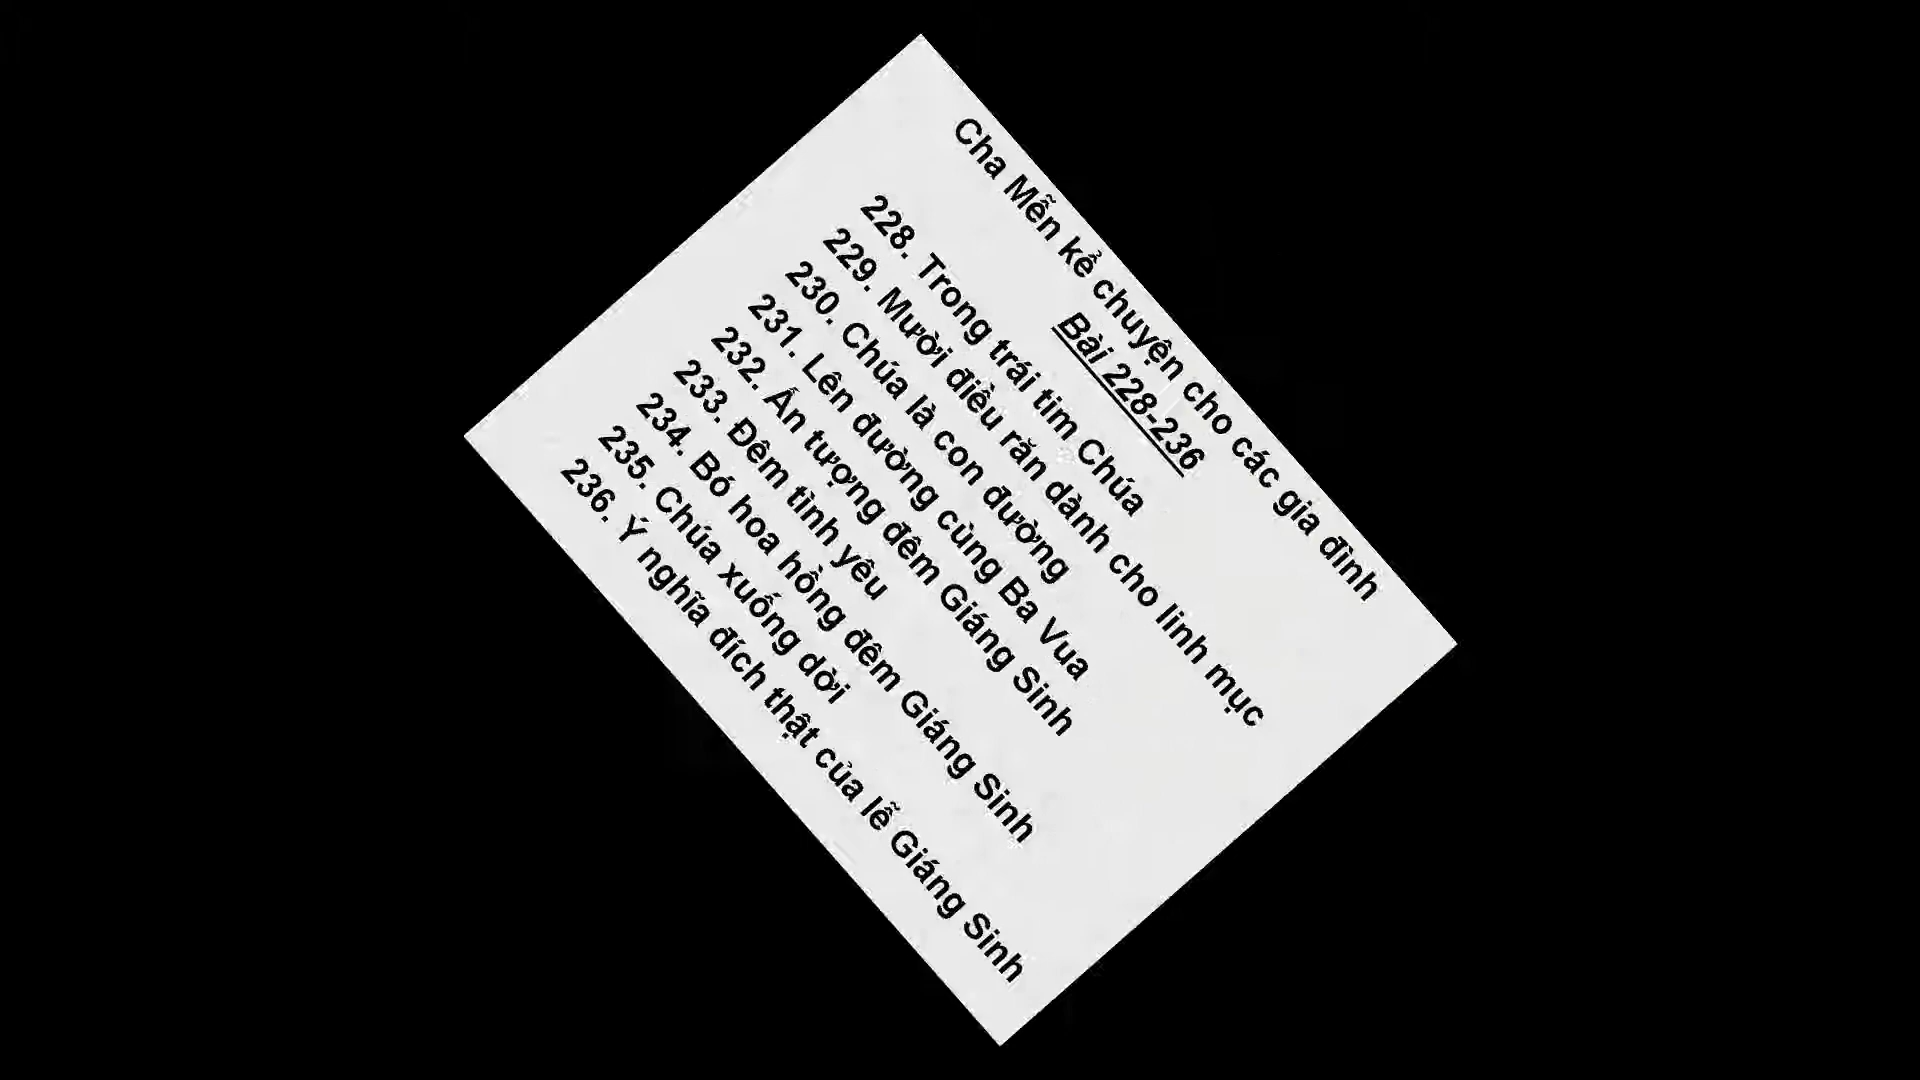 Cha Mễn kể chuyện cho các gia đình
Bài 228-236
228. Trong trái tim Chúa
229. Mười điều răn dành cho linh mục
230. Chúa là con đường
231. Lên đường cùng Ba Vua
232. Ấn tượng đêm Giáng Sinh
233. Đêm tình yêu
234. Bó hoa hồng đêm Giáng Sinh
235. Chúa xuống dời
236. Ý nghĩa đích thật của lễ Giáng Sinh